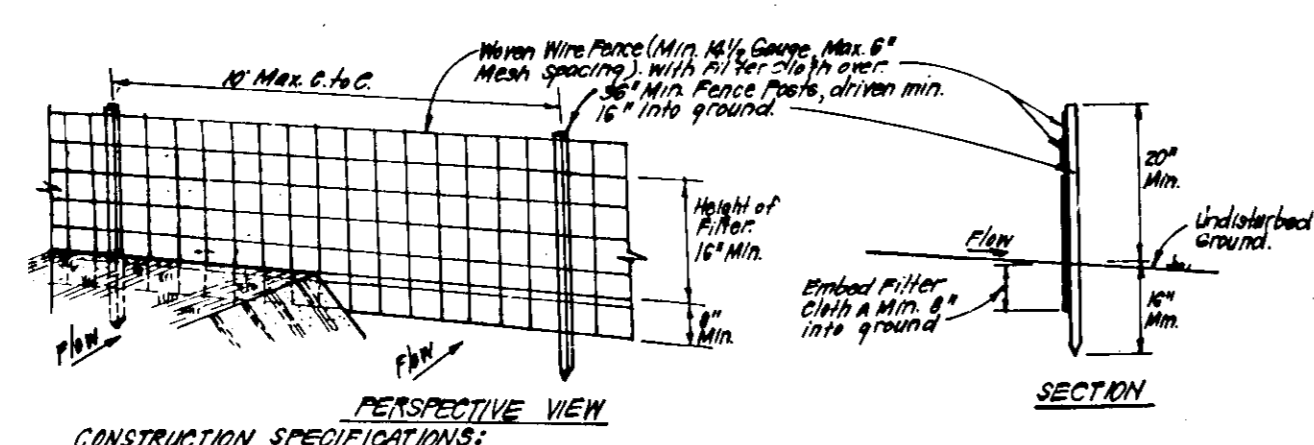 Woven Wire Fence (Min. 14½ Gauge, Max. 6"
Mesh spacing). with Filter Cloth over.
36" Min. Fence Posts, driven min.
16" into ground.
10' Max. C. to C.
Height of
Filter.
16" Min.
8"
Min.
Flow
Flow
PERSPECTIVE VIEW
20"
Min.
Undisturbed
Ground.
Flow
Embed Filter
Cloth A Min. 8"
into ground
16"
Min.
SECTION
CONSTRUCTION SPECIFICATIONS: